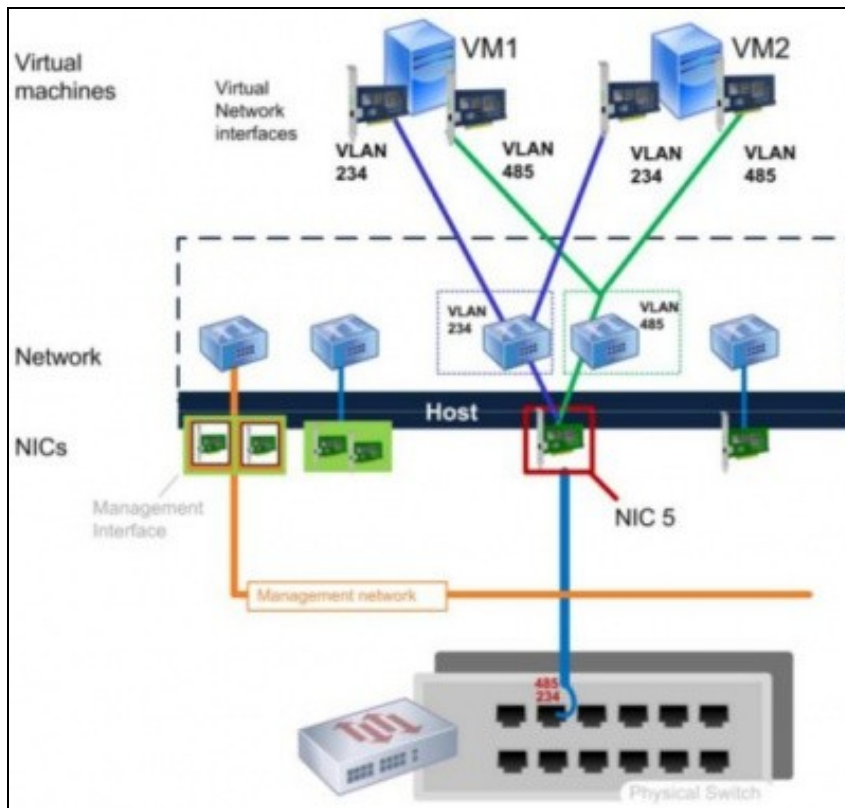 Virtual
machines
Virtual
Network
interfaces
VM1
VM2
VLAN
234
VLAN
485
VLAN
234
VLAN
485
VLAN
234
VLAN
485
Network
Host
NICs
Management
Interface
NIC 5
Management network
485
234
Physical Switch